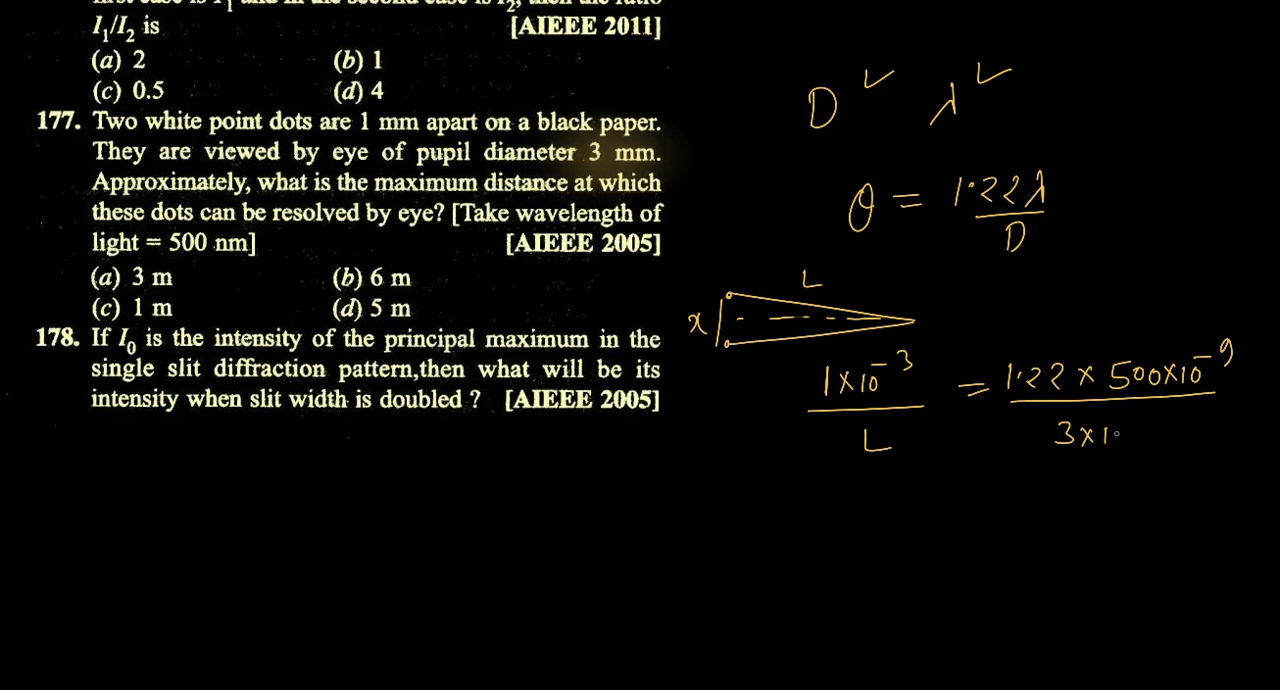 I₁/I₂ is [AIEEE 2011]
(a) 2 (b) 1
(c) 0.5 (d) 4
177. Two white point dots are 1 mm apart on a black paper.
They are viewed by eye of pupil diameter 3 mm.
Approximately, what is the maximum distance at which
these dots can be resolved by eye? [Take wavelength of
light = 500 nm] [AIEEE 2005]
(a) 3 m (b) 6 m
(c) 1 m (d) 5 m
178. If I₀ is the intensity of the principal maximum in the
single slit diffraction pattern,then what will be its
intensity when slit width is doubled ? [AIEEE 2005]
D ✓ λ ✓
θ = 1.22λ / D
L
x
1×10⁻³ / L = 1.22 × 500×10⁻⁹ / 3×1